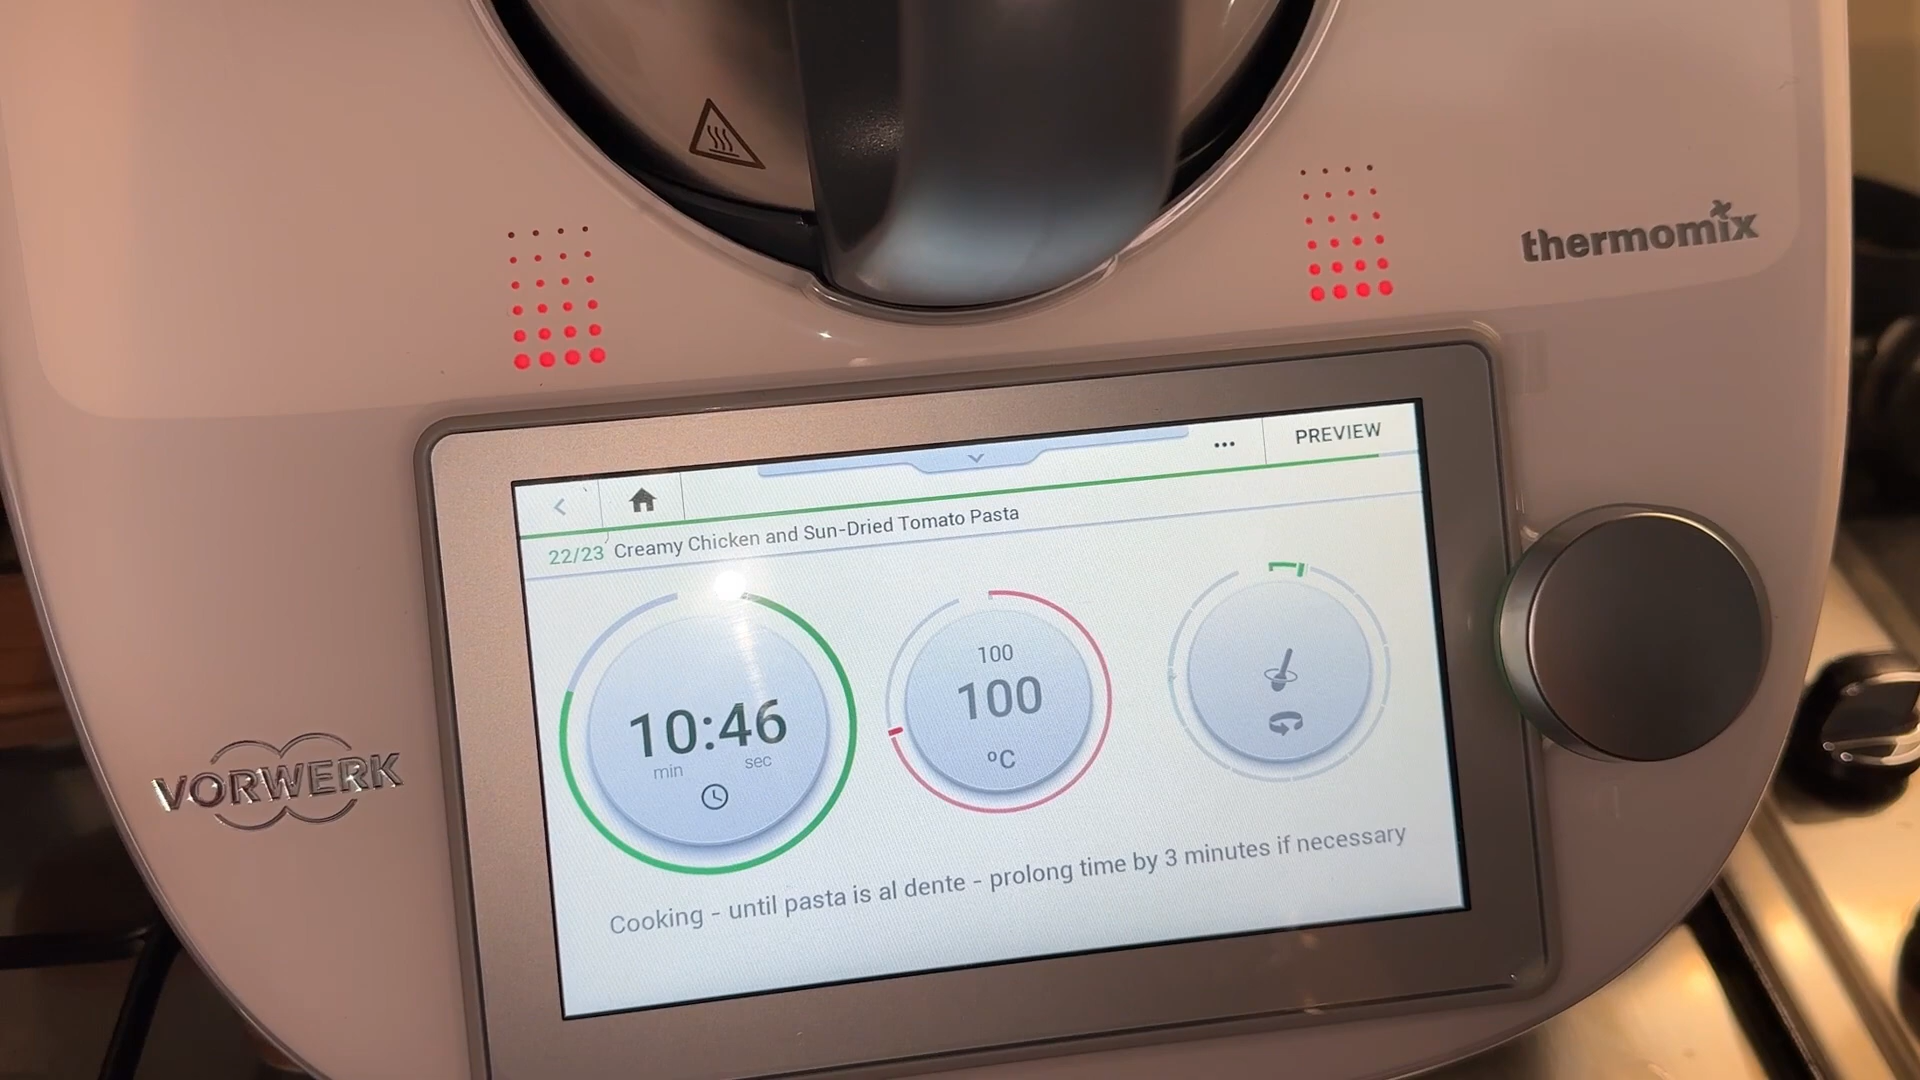 thermomix
PREVIEW
22/23 Creamy Chicken and Sun-Dried Tomato Pasta
10:46
min sec
100
100
°C
VORWERK
Cooking - until pasta is al dente - prolong time by 3 minutes if necessary